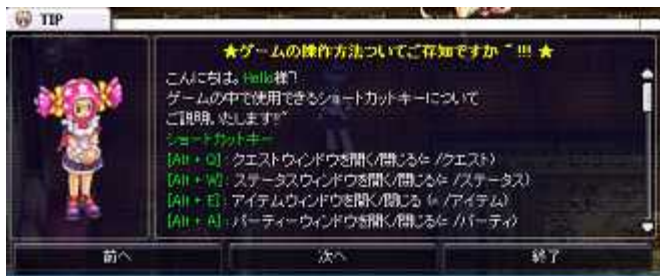 TIP
★ゲームの操作方法ついてご存知ですか ~ !!! ★
こんにちは。Hello様~!
ゲームの中で使用できるショートカットキーについて
ご説明いたします!!~
ショートカットキー
[Alt + Q] : クエストウィンドウを開く/閉じる(= /クエスト)
[Alt + W] : ステータスウィンドウを開く/閉じる(= /ステータス)
[Alt + E] : アイテムウィンドウを開く/閉じる (= /アイテム)
[Alt + A] : パーティーウィンドウを開く/閉じる(= /パーティ)
前へ 次へ 終了